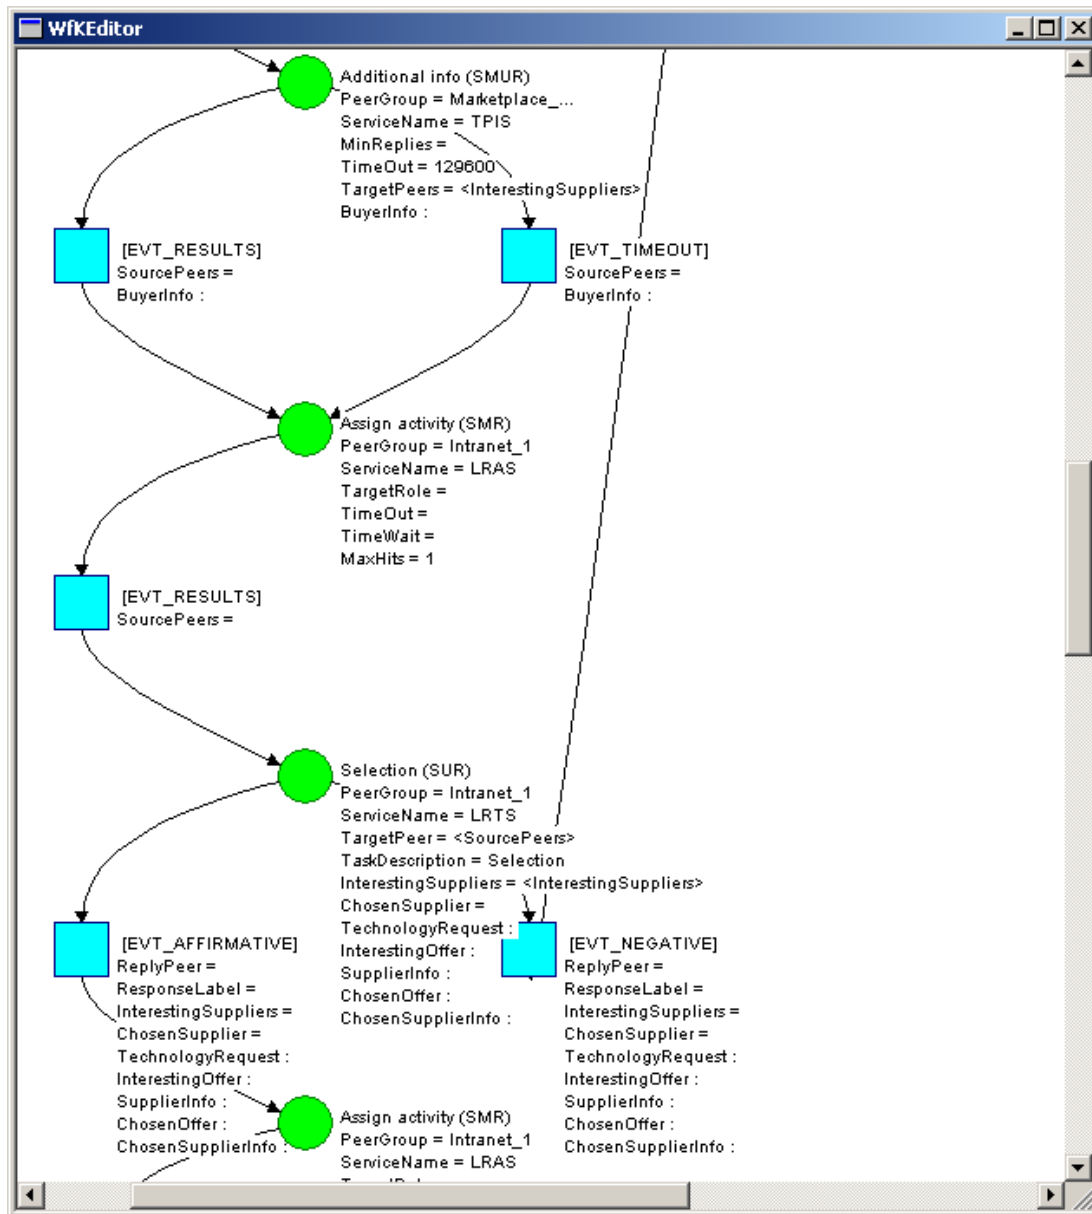 WfKEditor
Additional info (SMUR)
PeerGroup = Marketplace_...
ServiceName = TPIS
MinReplies =
TimeOut = 129600
TargetPeers = <InterestingSuppliers>
BuyerInfo :
[EVT_RESULTS]
SourcePeers =
BuyerInfo :
[EVT_TIMEOUT]
SourcePeers =
BuyerInfo :
Assign activity (SMR)
PeerGroup = Intranet_1
ServiceName = LRAS
TargetRole =
TimeOut =
TimeWait =
MaxHits = 1
[EVT_RESULTS]
SourcePeers =
Selection (SUR)
PeerGroup = Intranet_1
ServiceName = LRTS
TargetPeer = <SourcePeers>
TaskDescription = Selection
InterestingSuppliers = <InterestingSuppliers>
ChosenSupplier =
TechnologyRequest :
InterestingOffer :
SupplierInfo :
ChosenOffer :
ChosenSupplierInfo :
[EVT_AFFIRMATIVE]
ReplyPeer =
ResponseLabel =
InterestingSuppliers =
ChosenSupplier =
TechnologyRequest :
InterestingOffer :
SupplierInfo :
ChosenOffer :
ChosenSupplierInfo :
[EVT_NEGATIVE]
ReplyPeer =
ResponseLabel =
InterestingSuppliers =
ChosenSupplier =
TechnologyRequest :
InterestingOffer :
SupplierInfo :
ChosenOffer :
ChosenSupplierInfo :
Assign activity (SMR)
PeerGroup = Intranet_1
ServiceName = LRAS